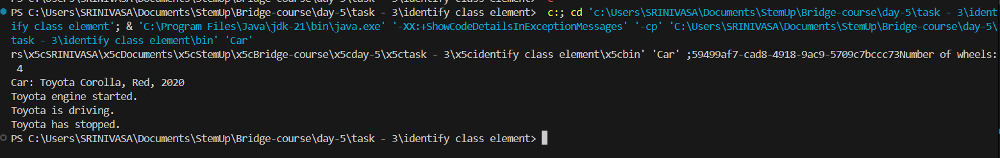 PS C:\Users\SRINIVASA\Documents\StemUp\Bridge-course\day-5\task - 3\identify class element> c
PS C:\Users\SRINIVASA\Documents\StemUp\Bridge-course\day-5\task - 3\identify class element>  c:; cd 'c:\Users\SRINIVASA\Documents\StemUp\Bridge-course\day-5\task - 3\ident
ify class element'; & 'C:\Program Files\Java\jdk-21\bin\java.exe' '-XX:+ShowCodeDetailsInExceptionMessages' '-cp' 'C:\Users\SRINIVASA\Documents\StemUp\Bridge-course\day-5\
task - 3\identify class element\bin' 'Car'
rs\x5cSRINIVASA\x5cDocuments\x5cStemUp\x5cBridge-course\x5cday-5\x5ctask - 3\x5cidentify class element\x5cbin' 'Car' ;59499af7-cad8-4918-9ac9-5709c7bccc73Number of wheels:
4
Car: Toyota Corolla, Red, 2020
Toyota engine started.
Toyota is driving.
Toyota has stopped.
PS C:\Users\SRINIVASA\Documents\StemUp\Bridge-course\day-5\task - 3\identify class element>